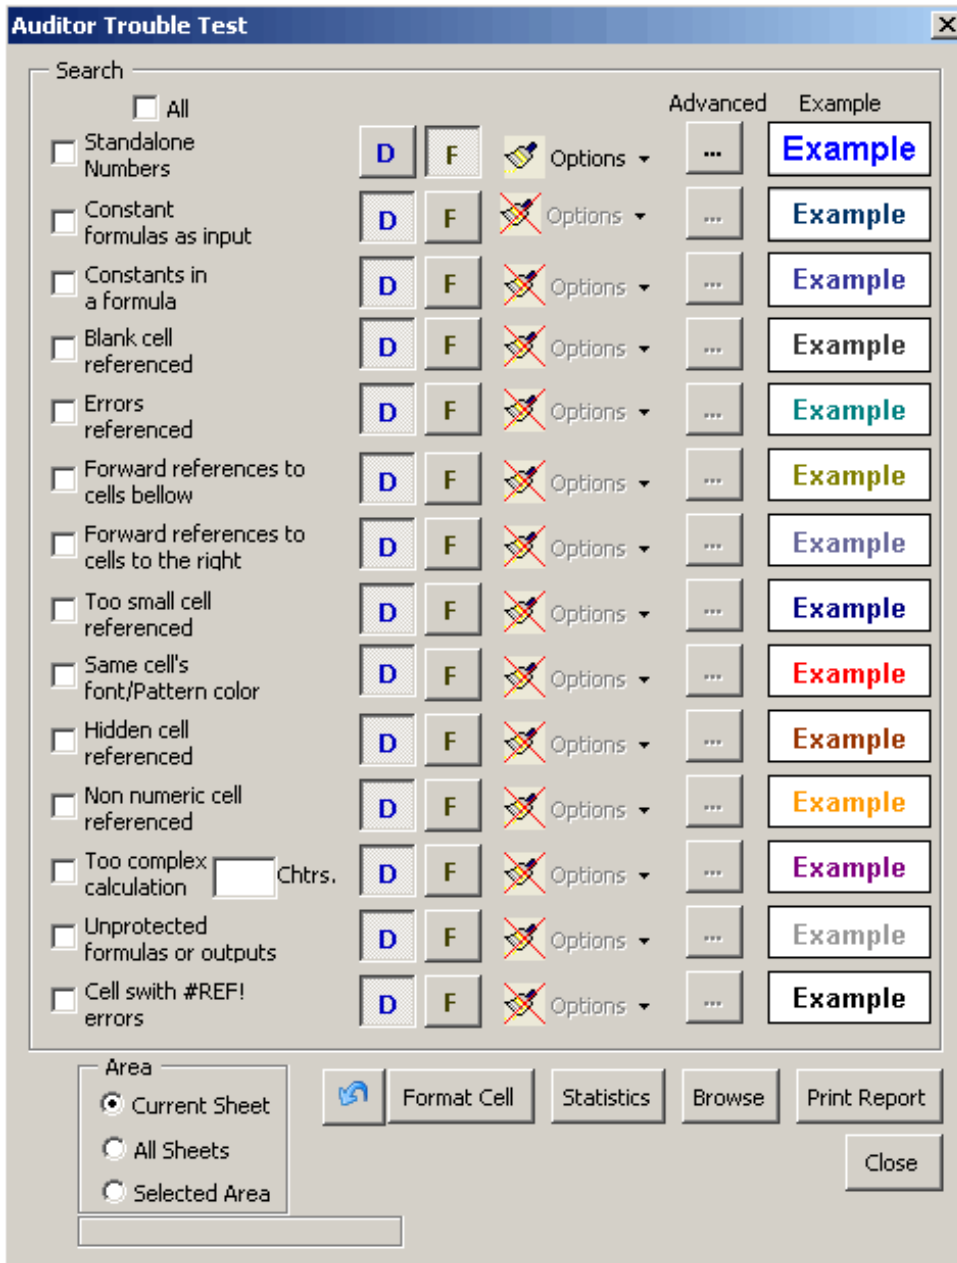 Auditor Trouble Test
Search
All
Advanced Example
Standalone
Numbers
D F Options ... Example
Constant
formulas as input
D F Options ... Example
Constants in
a formula
D F Options ... Example
Blank cell
referenced
D F Options ... Example
Errors
referenced
D F Options ... Example
Forward references to
cells bellow
D F Options ... Example
Forward references to
cells to the right
D F Options ... Example
Too small cell
referenced
D F Options ... Example
Same cell's
font/Pattern color
D F Options ... Example
Hidden cell
referenced
D F Options ... Example
Non numeric cell
referenced
D F Options ... Example
Too complex
calculation
Chtrs. D F Options ... Example
Unprotected
formulas or outputs
D F Options ... Example
Cell swith #REF!
errors
D F Options ... Example
Area
Current Sheet
All Sheets
Selected Area
Format Cell Statistics Browse Print Report
Close